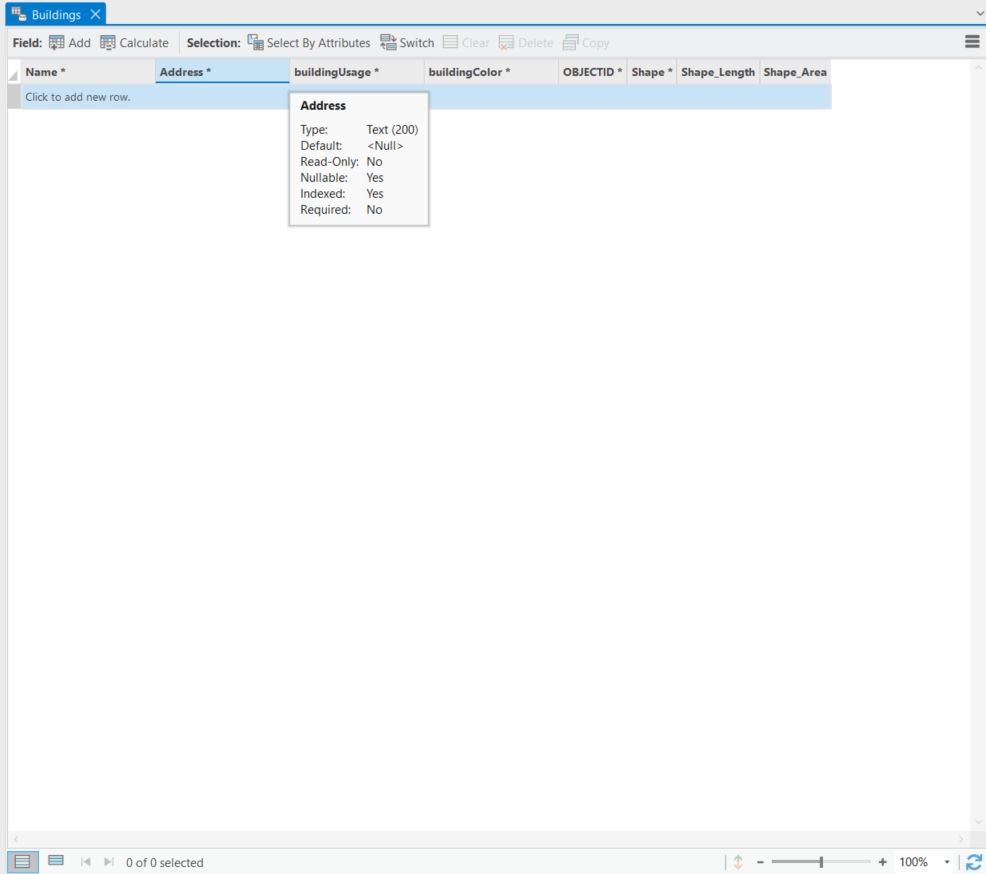 Buildings
Field: Add Calculate Selection: Select By Attributes Switch Clear Delete Copy
Name * Address * buildingUsage * buildingColor * OBJECTID * Shape * Shape_Length Shape_Area
Click to add new row.
Address
Type: Text (200)
Default: <Null>
Read-Only: No
Nullable: Yes
Indexed: Yes
Required: No
0 of 0 selected
100%